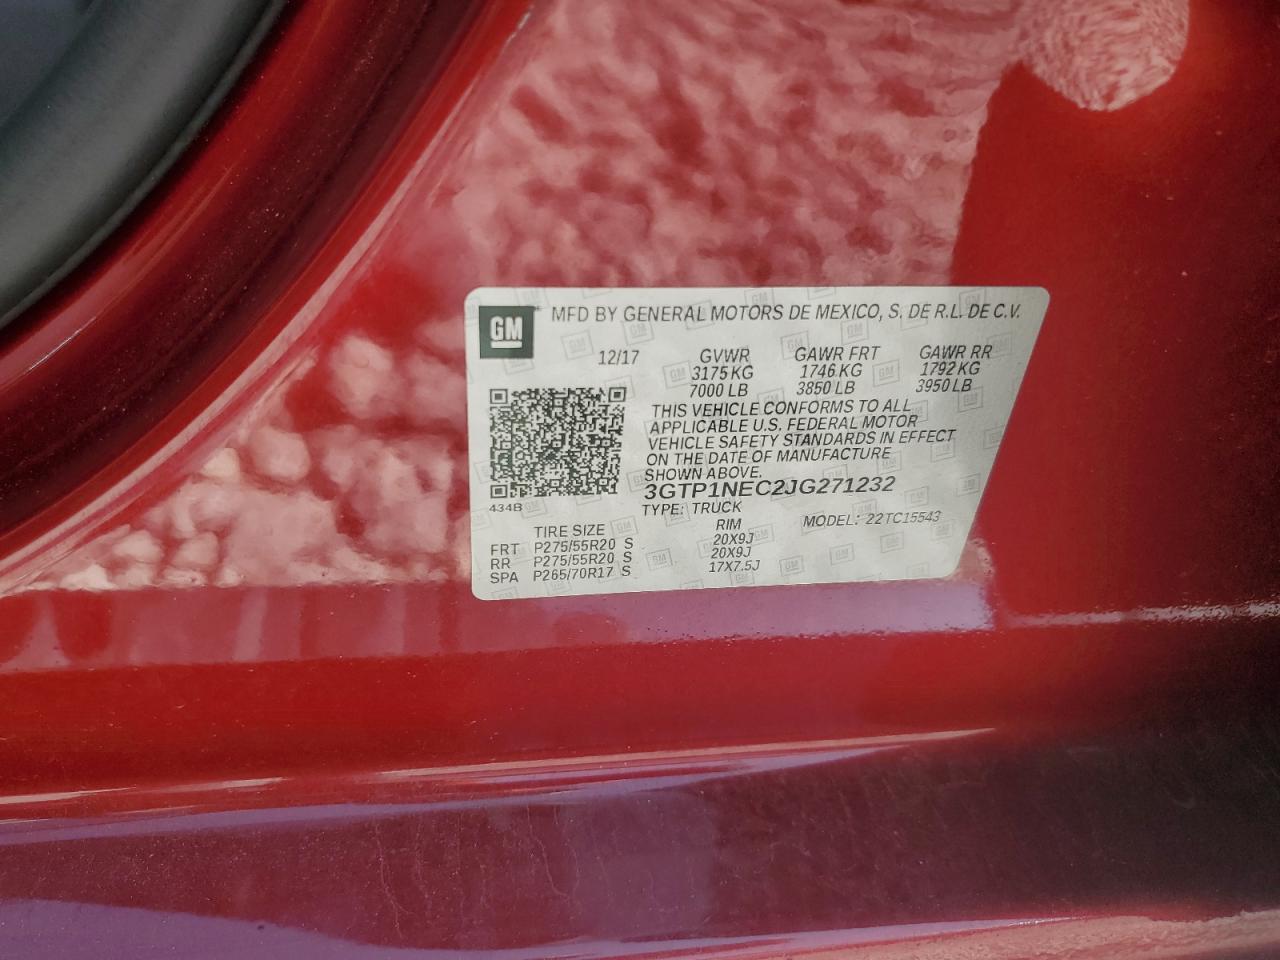 GM MFD BY GENERAL MOTORS DE MEXICO, S. DE R.L. DE C.V.
12/17 GVWR GAWR FRT GAWR RR
3175 KG 1746 KG 1792 KG
7000 LB 3850 LB 3950 LB
THIS VEHICLE CONFORMS TO ALL
APPLICABLE U.S. FEDERAL MOTOR
VEHICLE SAFETY STANDARDS IN EFFECT
ON THE DATE OF MANUFACTURE
SHOWN ABOVE.
3GTP1NEC2JG271232
434B
TYPE: TRUCK
MODEL: 22TC15543
TIRE SIZE RIM
FRT P275/55R20 S 20X9J
RR P275/55R20 S 20X9J
SPA P265/70R17 S 17X7.5J